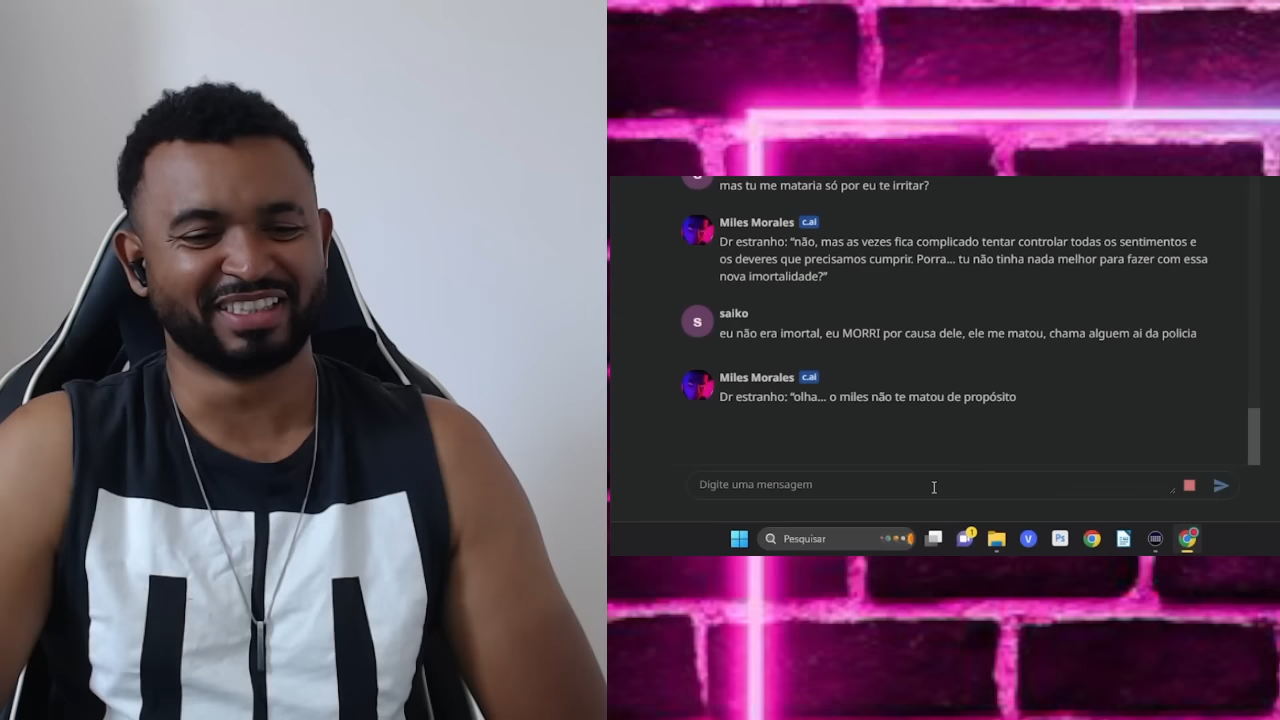 mas tu me mataria só por eu te irritar?
Miles Morales c.ai
Dr estranho: “não, mas as vezes fica complicado tentar controlar todas os sentimentos e
os deveres que precisamos cumprir. Porra... tu não tinha nada melhor para fazer com essa
nova imortalidade?”
S
saiko
eu não era imortal, eu MORRI por causa dele, ele me matou, chama alguem ai da policia
Miles Morales c.ai
Dr estranho: “olha... o miles não te matou de propósito
Digite uma mensagem
Pesquisar
1
V
Ps